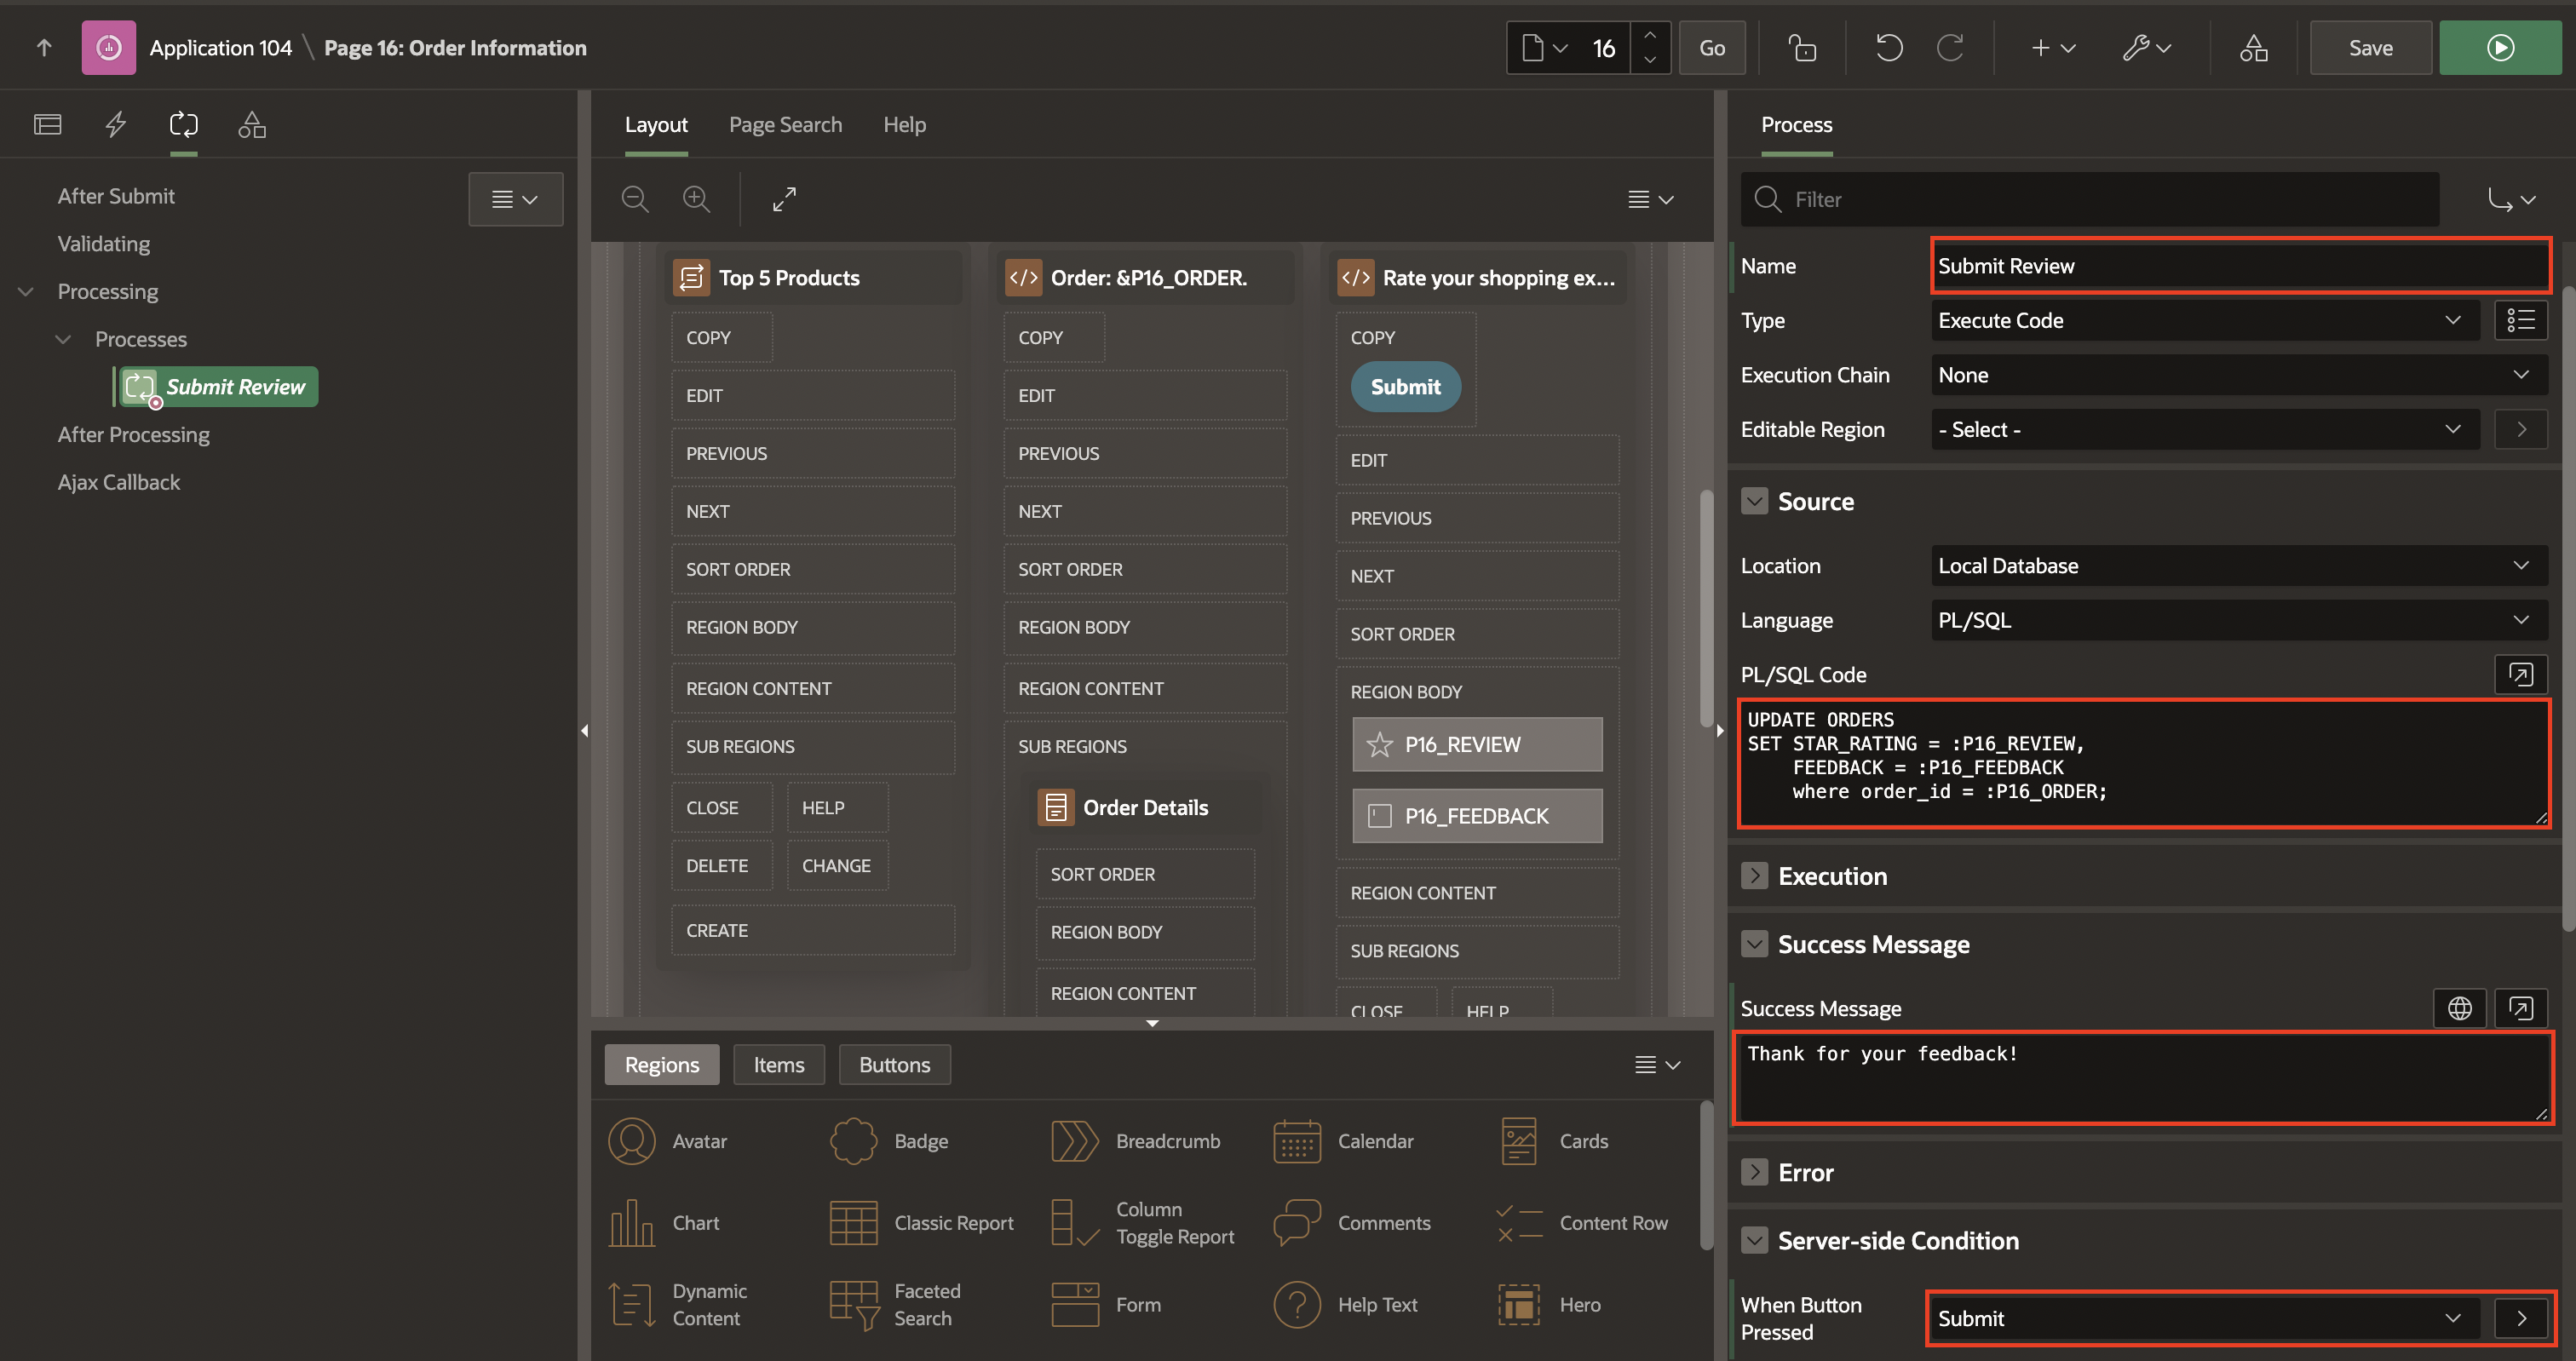 Application 104 \ Page 16: Order Information
16
Go
Save
After Submit
Validating
Processing
Processes
Submit Review
After Processing
Ajax Callback
Layout
Page Search
Help
Top 5 Products
COPY
EDIT
PREVIOUS
NEXT
SORT ORDER
REGION BODY
REGION CONTENT
SUB REGIONS
CLOSE
HELP
DELETE
CHANGE
CREATE
Order: &P16_ORDER.
COPY
EDIT
PREVIOUS
NEXT
SORT ORDER
REGION BODY
REGION CONTENT
SUB REGIONS
Order Details
SORT ORDER
REGION BODY
REGION CONTENT
Rate your shopping ex...
COPY
Submit
EDIT
PREVIOUS
NEXT
SORT ORDER
REGION BODY
P16_REVIEW
P16_FEEDBACK
REGION CONTENT
SUB REGIONS
CLOSE
HELP
Regions
Items
Buttons
Avatar
Badge
Breadcrumb
Calendar
Cards
Chart
Classic Report
Column
Toggle Report
Comments
Content Row
Dynamic
Content
Faceted
Search
Form
Help Text
Hero
Process
Filter
Name
Submit Review
Type
Execute Code
Execution Chain
None
Editable Region
- Select -
Source
Location
Local Database
Language
PL/SQL
PL/SQL Code
UPDATE ORDERS
SET STAR_RATING = :P16_REVIEW,
FEEDBACK = :P16_FEEDBACK
where order_id = :P16_ORDER;
Execution
Success Message
Success Message
Thank for your feedback!
Error
Server-side Condition
When Button
Pressed
Submit